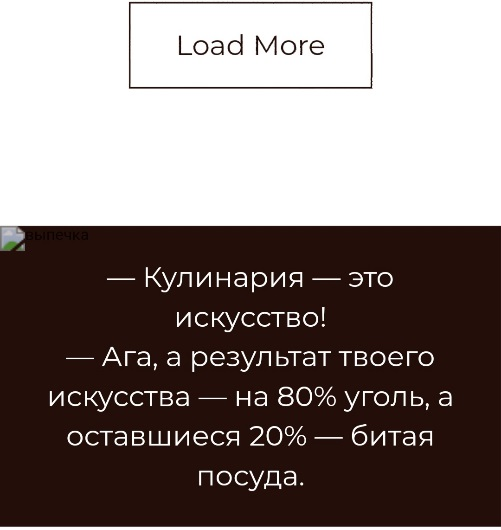 Load More
выпечка
— Кулинария — это
искусство!
— Ага, а результат твоего
искусства — на 80% уголь, а
оставшиеся 20% — битая
посуда.